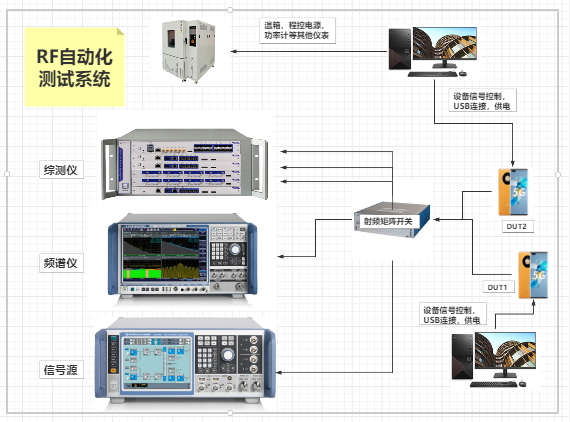 RF自动化
测试系统
温箱，程控电源，
功率计等其他仪表
设备信号控制，
USB连接，供电
综测仪
射频矩阵开关
5G
DUT2
频谱仪
5G
DUT1
设备信号控制，
USB连接，供电
信号源